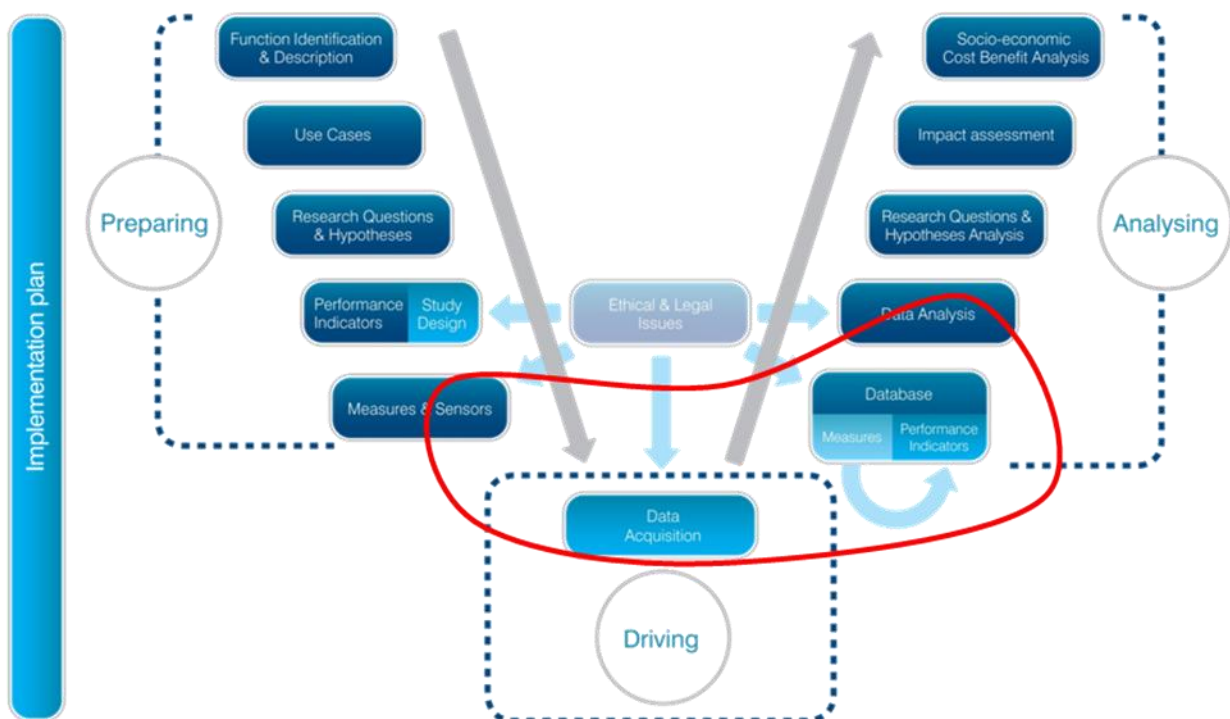 Implementation plan
Preparing
Function Identification
& Description
Use Cases
Research Questions
& Hypotheses
Performance
Indicators
Study
Design
Measures & Sensors
Ethical & Legal
Issues
Data
Acquisition
Driving
Socio-economic
Cost Benefit Analysis
Impact assessment
Research Questions &
Hypotheses Analysis
Data Analysis
Database
Measures
Performance
Indicators
Analysing